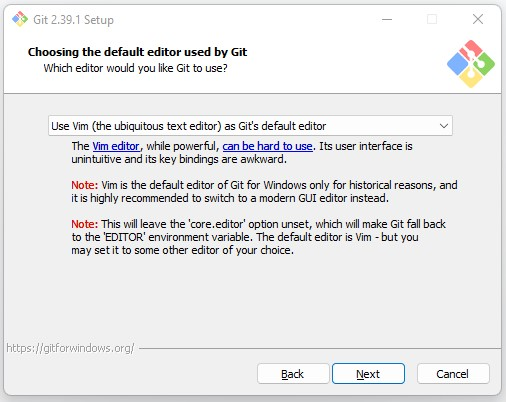 Git 2.39.1 Setup
Choosing the default editor used by Git
Which editor would you like Git to use?
Use Vim (the ubiquitous text editor) as Git's default editor
The Vim editor, while powerful, can be hard to use. Its user interface is
unintuitive and its key bindings are awkward.
Note: Vim is the default editor of Git for Windows only for historical reasons, and
it is highly recommended to switch to a modern GUI editor instead.
Note: This will leave the 'core.editor' option unset, which will make Git fall back
to the 'EDITOR' environment variable. The default editor is Vim - but you
may set it to some other editor of your choice.
https://gitforwindows.org/
Back Next Cancel